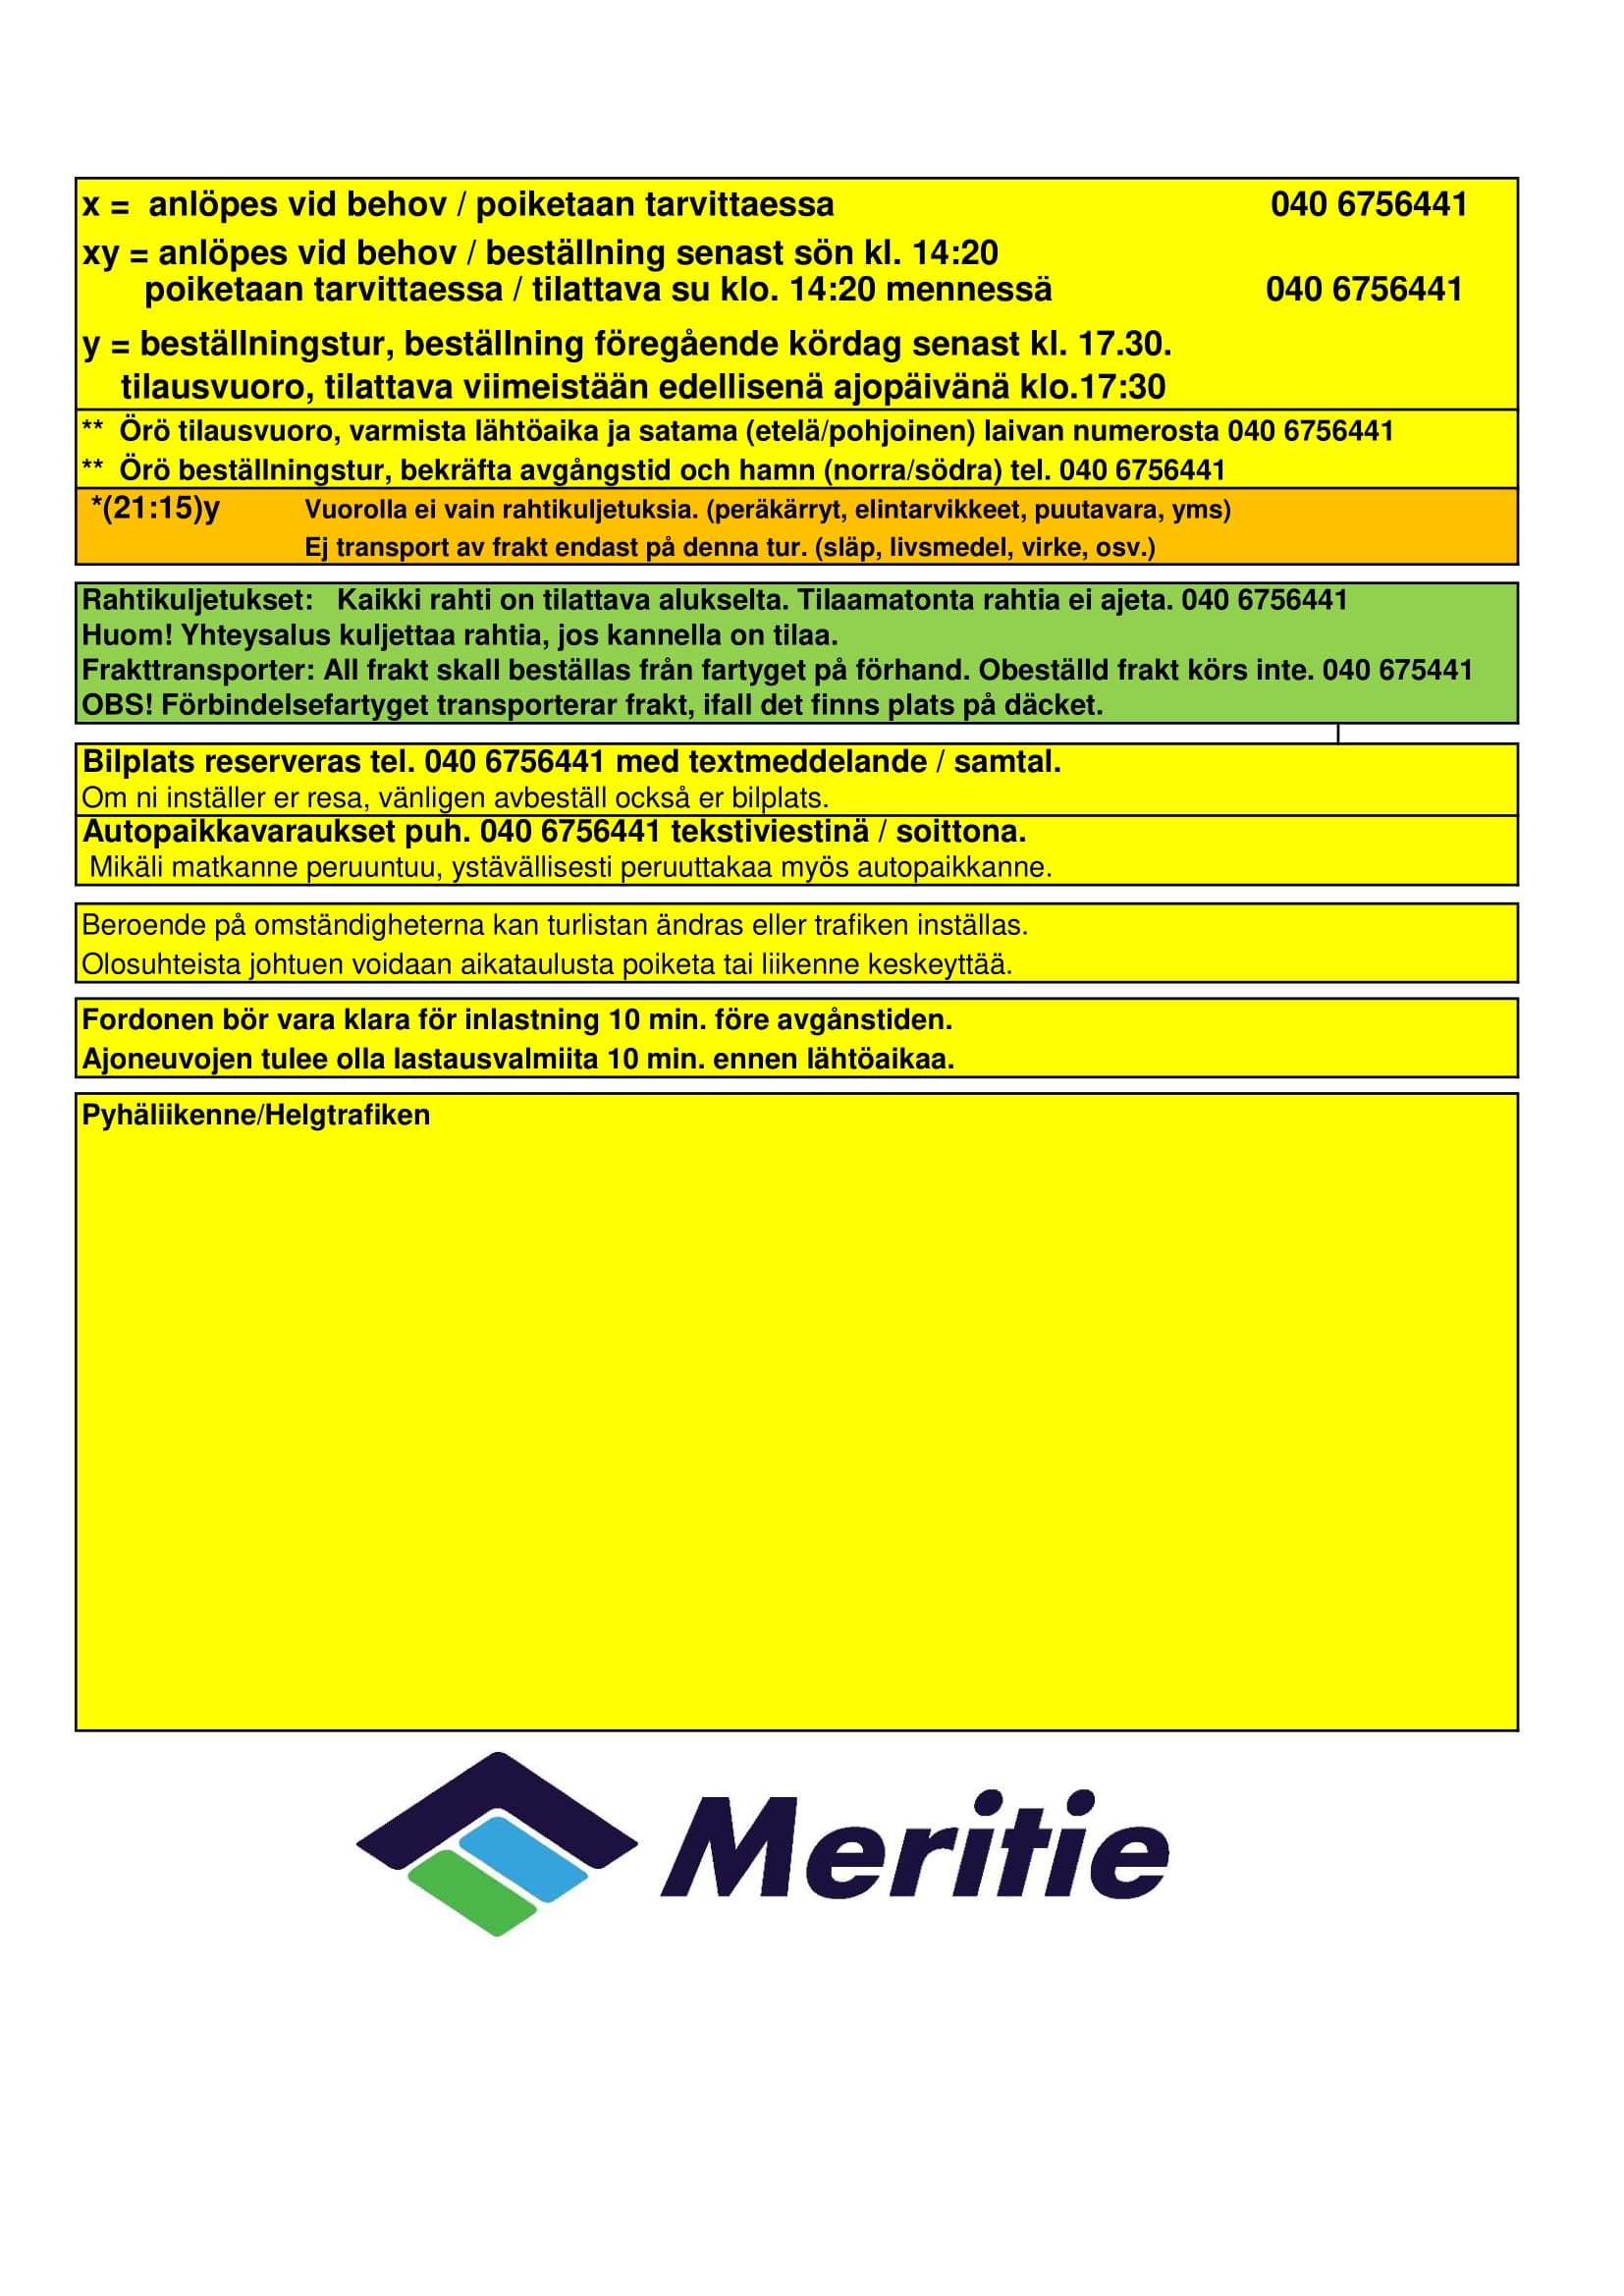 x = anlöpes vid behov / poiketaan tarvittaessa 040 6756441
xy = anlöpes vid behov / beställning senast sön kl. 14:20
poiketaan tarvittaessa / tilattava su klo. 14:20 mennessä 040 6756441
y = beställningstur, beställning föregående kördag senast kl. 17.30.
tilausvuoro, tilattava viimeistään edellisenä ajopäivänä klo.17:30
** Örö tilausvuoro, varmista lähtöaika ja satama (etelä/pohjoinen) laivan numerosta 040 6756441
** Örö beställningstur, bekräfta avgångstid och hamn (norra/södra) tel. 040 6756441
*(21:15)y Vuorolla ei vain rahtikuljetuksia. (peräkärryt, elintarvikkeet, puutavara, yms)
Ej transport av frakt endast på denna tur. (släp, livsmedel, virke, osv.)
Rahtikuljetukset: Kaikki rahti on tilattava alukselta. Tilaamatonta rahtia ei ajeta. 040 6756441
Huom! Yhteysalus kuljettaa rahtia, jos kannella on tilaa.
Frakttransporter: All frakt skall beställas från fartyget på förhand. Obeställd frakt körs inte. 040 675441
OBS! Förbindelsefartyget transporterar frakt, ifall det finns plats på däcket.
Bilplats reserveras tel. 040 6756441 med textmeddelande / samtal.
Om ni inställer er resa, vänligen avbeställ också er bilplats.
Autopaikkavaraukset puh. 040 6756441 tekstiviestinä / soittona.
Mikäli matkanne peruuntuu, ystävällisesti peruuttakaa myös autopaikkanne.
Beroende på omständigheterna kan turlistan ändras eller trafiken inställas.
Olosuhteista johtuen voidaan aikataulusta poiketa tai liikenne keskeyttää.
Fordonen bör vara klara för inlastning 10 min. före avgånstiden.
Ajoneuvojen tulee olla lastausvalmiita 10 min. ennen lähtöaikaa.
Pyhäliikenne/Helgtrafiken
Meritie